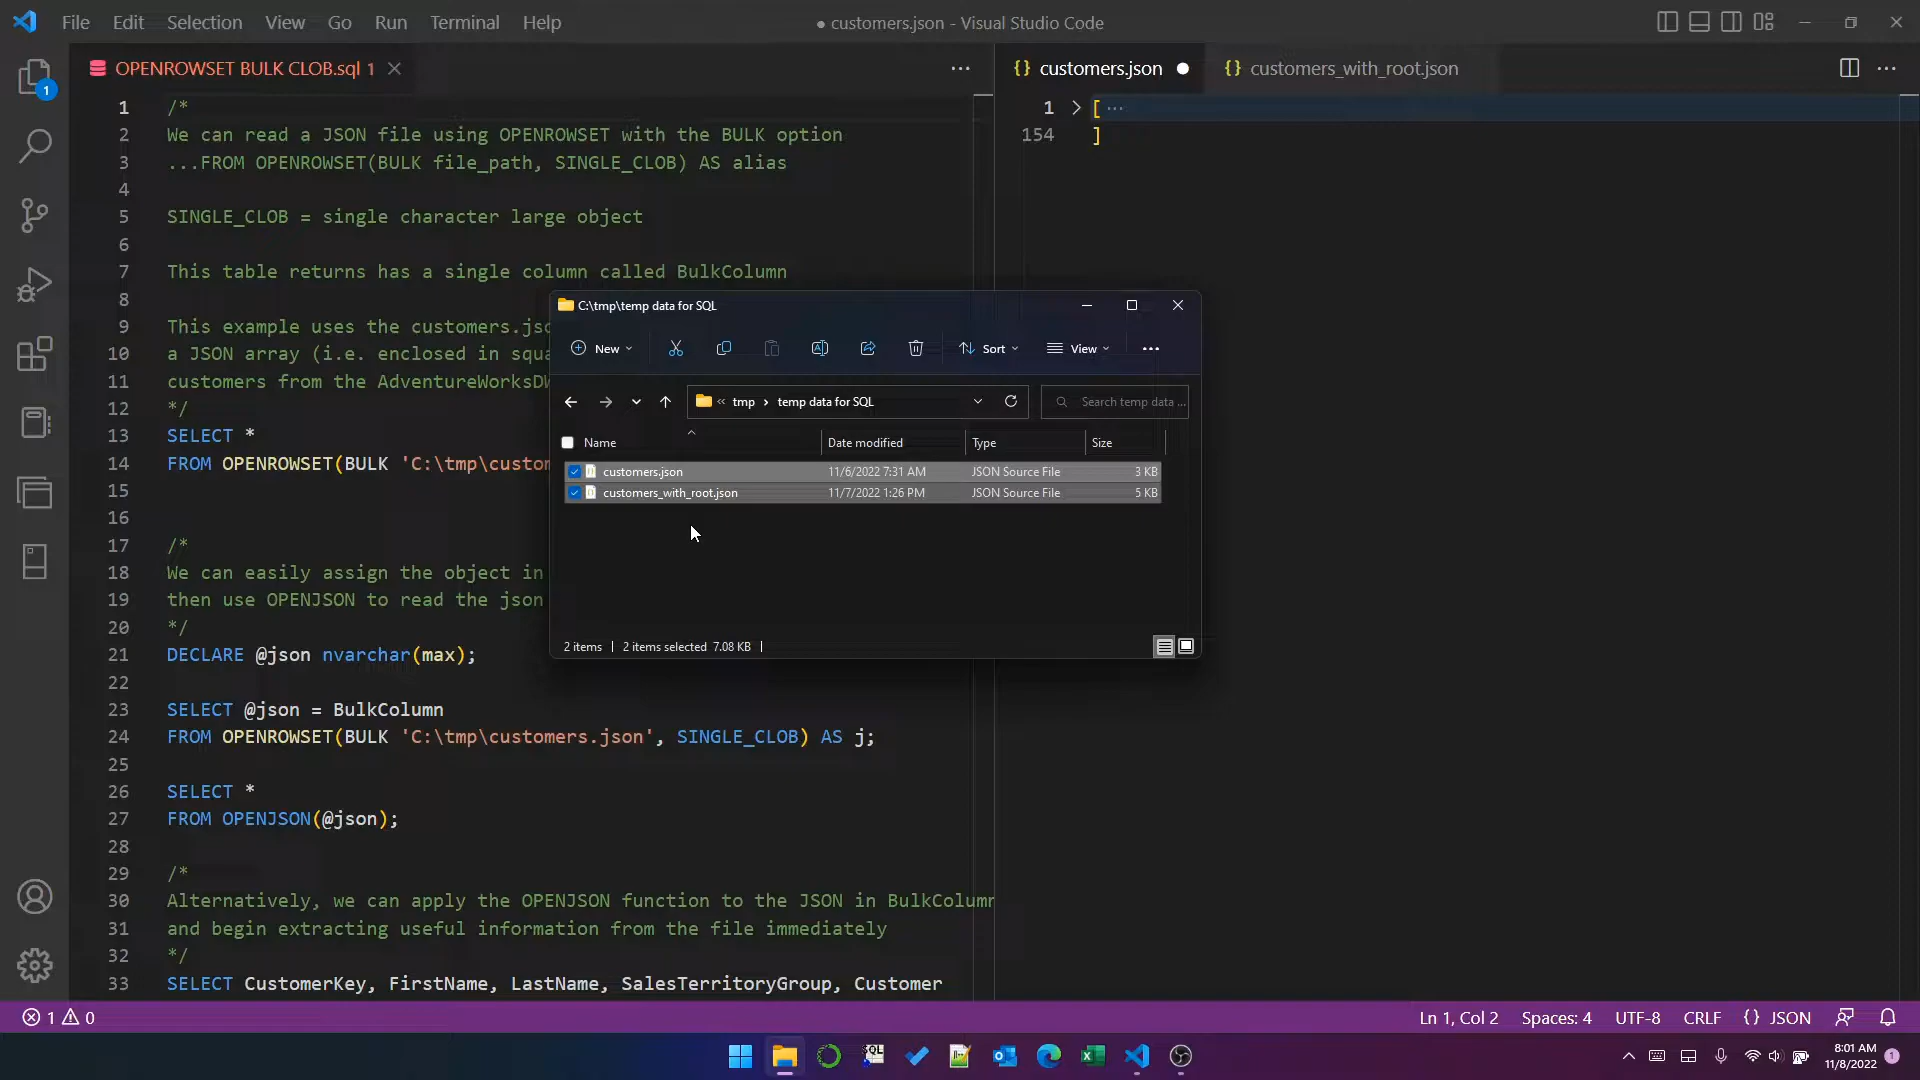 File Edit Selection View Go Run Terminal Help
● customers.json - Visual Studio Code
OPENROWSET BULK CLOB.sql 1
customers.json
customers_with_root.json
1
1 /*
2 We can read a JSON file using OPENROWSET with the BULK option
3 ...FROM OPENROWSET(BULK file_path, SINGLE_CLOB) AS alias
4
5 SINGLE_CLOB = single character large object
6
7 This table returns has a single column called BulkColumn
8
9 This example uses the customers.jso
10 a JSON array (i.e. enclosed in squa
11 customers from the AdventureWorksDW
12 */
13 SELECT *
14 FROM OPENROWSET(BULK 'C:\tmp\custom
15
16
17 /*
18 We can easily assign the object in
19 then use OPENJSON to read the json
20 */
21 DECLARE @json nvarchar(max);
22
23 SELECT @json = BulkColumn
24 FROM OPENROWSET(BULK 'C:\tmp\customers.json', SINGLE_CLOB) AS j;
25
26 SELECT *
27 FROM OPENJSON(@json);
28
29 /*
30 Alternatively, we can apply the OPENJSON function to the JSON in BulkColumn
31 and begin extracting useful information from the file immediately
32 */
33 SELECT CustomerKey, FirstName, LastName, SalesTerritoryGroup, Customer
1 [ ···
154 ]
C:\tmp\temp data for SQL
New Sort View
« tmp > temp data for SQL
Search temp data ...
Name Date modified Type Size
customers.json 11/6/2022 7:31 AM JSON Source File 3 KB
customers_with_root.json 11/7/2022 1:26 PM JSON Source File 5 KB
2 items | 2 items selected 7.08 KB |
1 0
Ln 1, Col 2 Spaces: 4 UTF-8 CRLF {} JSON
SQL
8:01 AM
11/8/2022
1